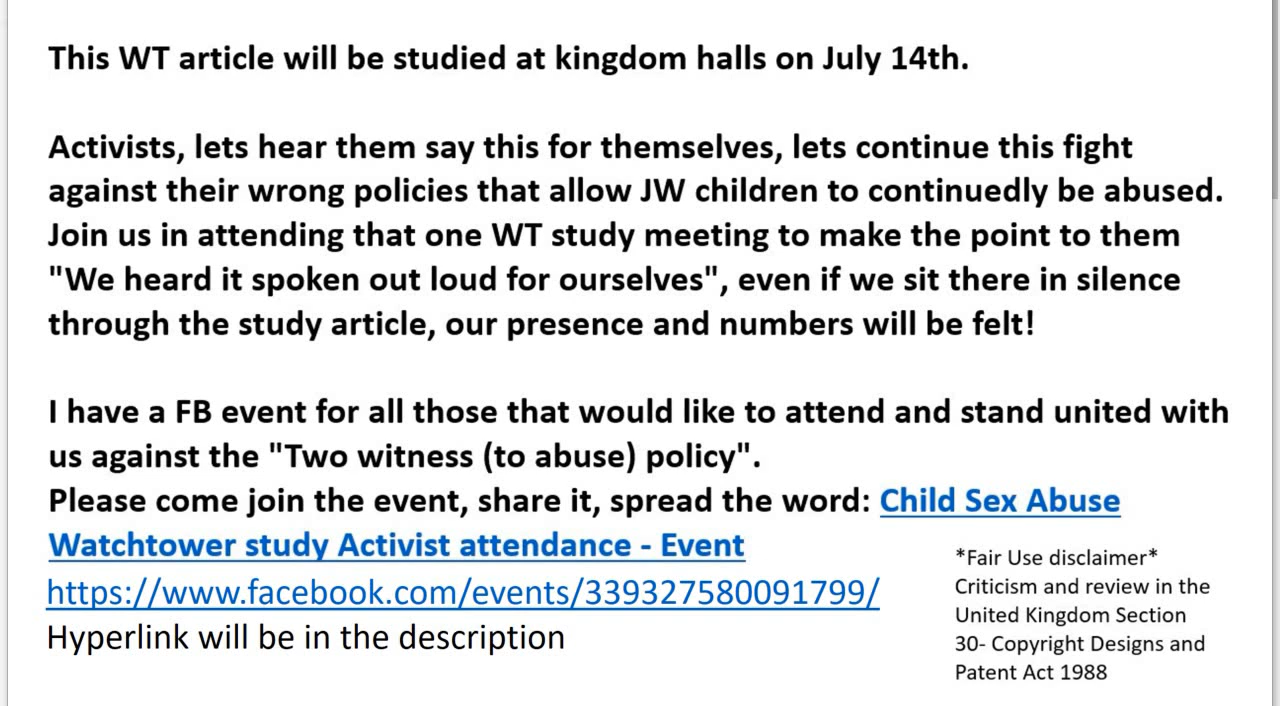 This WT article will be studied at kingdom halls on July 14th.
Activists, lets hear them say this for themselves, lets continue this fight
against their wrong policies that allow JW children to continuedly be abused.
Join us in attending that one WT study meeting to make the point to them
"We heard it spoken out loud for ourselves", even if we sit there in silence
through the study article, our presence and numbers will be felt!
I have a FB event for all those that would like to attend and stand united with
us against the "Two witness (to abuse) policy".
Please come join the event, share it, spread the word: Child Sex Abuse
Watchtower study Activist attendance - Event
https://www.facebook.com/events/339327580091799/
Hyperlink will be in the description
*Fair Use disclaimer*
Criticism and review in the
United Kingdom Section
30- Copyright Designs and
Patent Act 1988